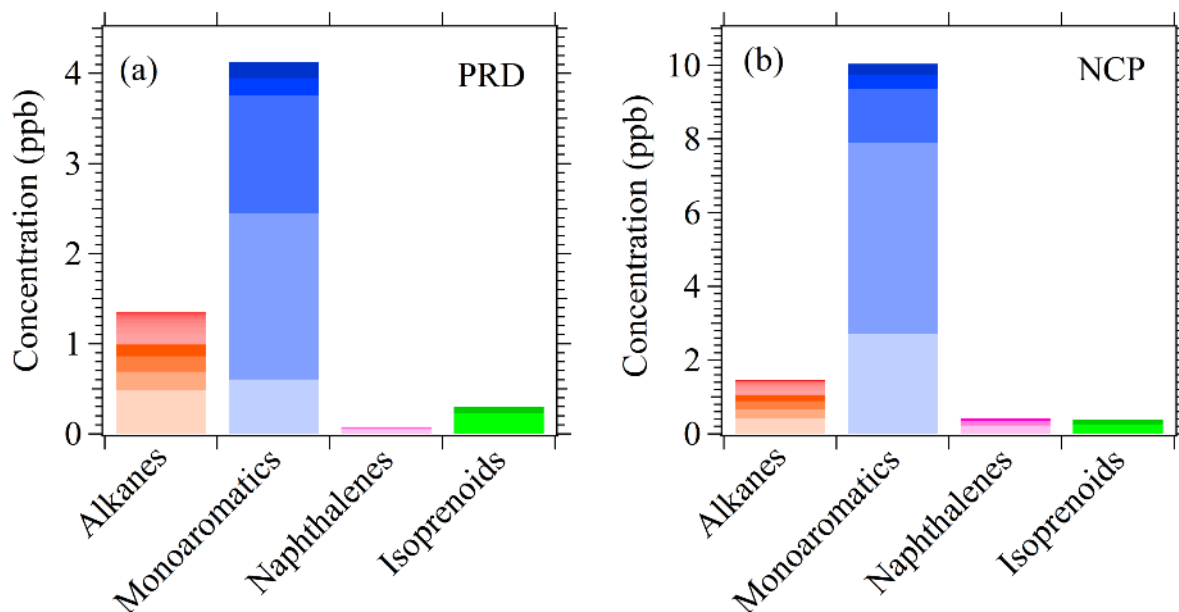 (a)
PRD
Concentration (ppb)
4
3
2
1
0
Alkanes
Monoaromatics
Naphthalenes
Isoprenoids
(b)
NCP
Concentration (ppb)
10
8
6
4
2
0
Alkanes
Monoaromatics
Naphthalenes
Isoprenoids